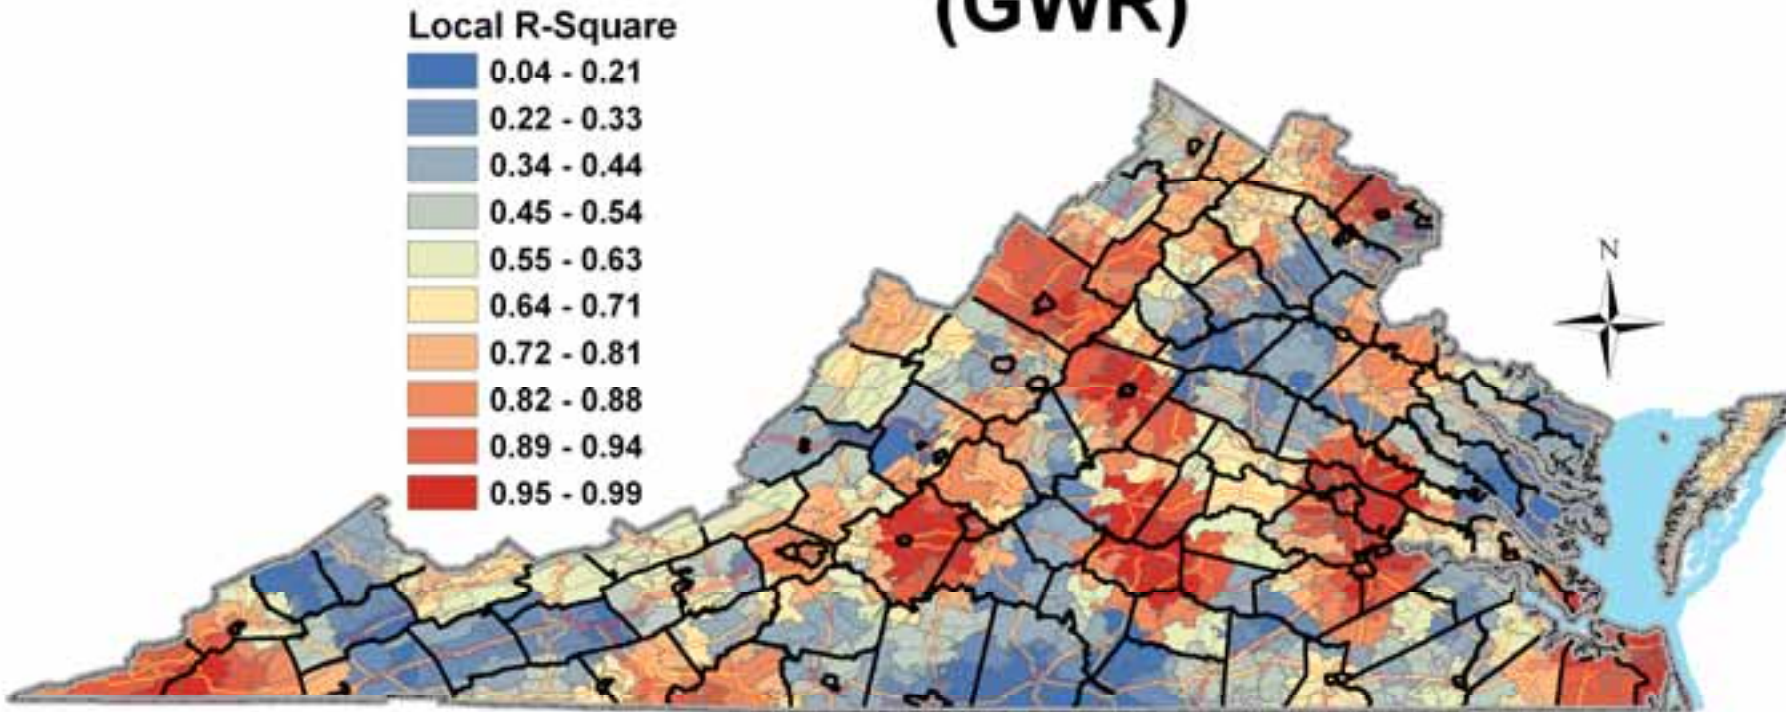 (GWR)
Local R-Square
0.04 - 0.21
0.22 - 0.33
0.34 - 0.44
0.45 - 0.54
0.55 - 0.63
0.64 - 0.71
0.72 - 0.81
0.82 - 0.88
0.89 - 0.94
0.95 - 0.99
N